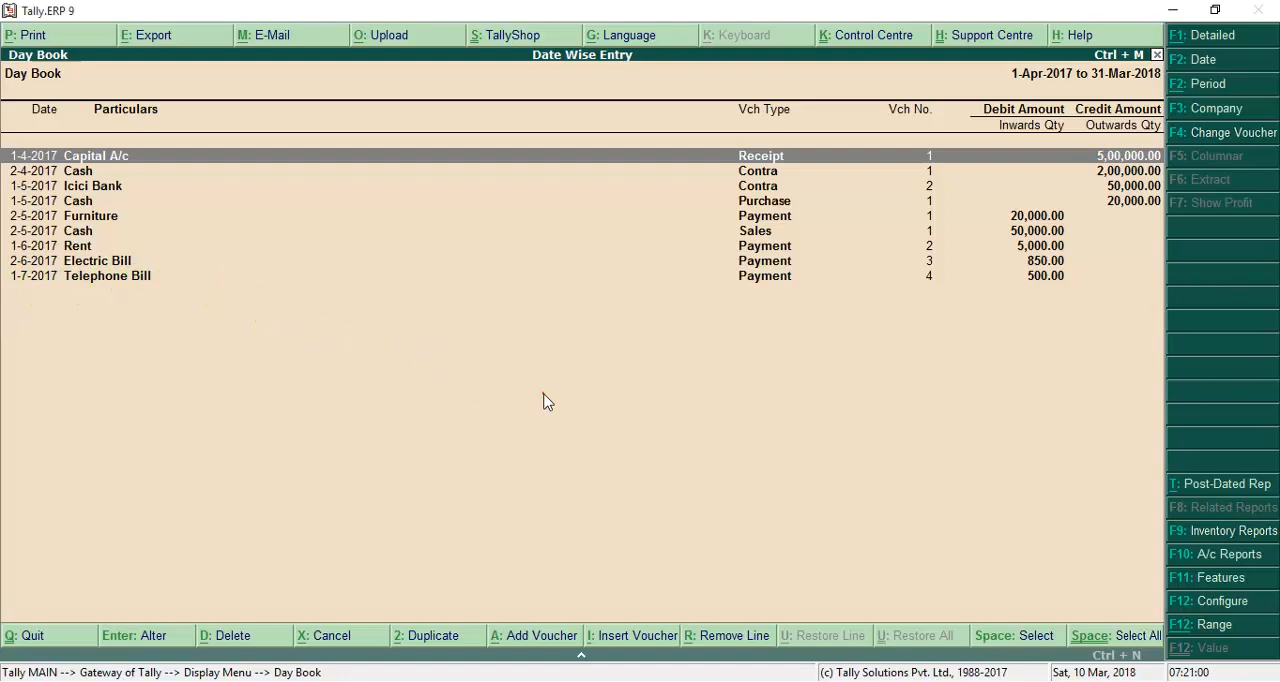 Tally.ERP 9
P: Print E: Export M: E-Mail O: Upload S: TallyShop G: Language K: Keyboard K: Control Centre H: Support Centre H: Help
Day Book Date Wise Entry Ctrl + M
Day Book 1-Apr-2017 to 31-Mar-2018
Date Particulars Vch Type Vch No. Debit Amount Credit Amount
Inwards Qty Outwards Qty
1-4-2017 Capital A/c Receipt 1 5,00,000.00
2-4-2017 Cash Contra 1 2,00,000.00
1-5-2017 Icici Bank Contra 2 50,000.00
1-5-2017 Cash Purchase 1 20,000.00
2-5-2017 Furniture Payment 1 20,000.00
2-5-2017 Cash Sales 1 50,000.00
1-6-2017 Rent Payment 2 5,000.00
2-6-2017 Electric Bill Payment 3 850.00
1-7-2017 Telephone Bill Payment 4 500.00
F1: Detailed
F2: Date
F2: Period
F3: Company
F4: Change Voucher
F5: Columnar
F6: Extract
F7: Show Profit
T: Post-Dated Rep
F8: Related Reports
F9: Inventory Reports
F10: A/c Reports
F11: Features
F12: Configure
F12: Range
F12: Value
Q: Quit Enter: Alter D: Delete X: Cancel 2: Duplicate A: Add Voucher I: Insert Voucher R: Remove Line U: Restore Line U: Restore All Space: Select Space: Select All
Ctrl + N
Tally MAIN --> Gateway of Tally --> Display Menu --> Day Book (c) Tally Solutions Pvt. Ltd., 1988-2017 Sat, 10 Mar, 2018 07:21:00